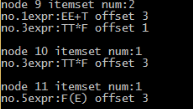 node 9 itemset num:2
no.1expr:EE+T offset 3
no.3expr:TT*F offset 1
node 10 itemset num:1
no.3expr:TT*F offset 3
node 11 itemset num:1
no.5expr:F(E) offset 3